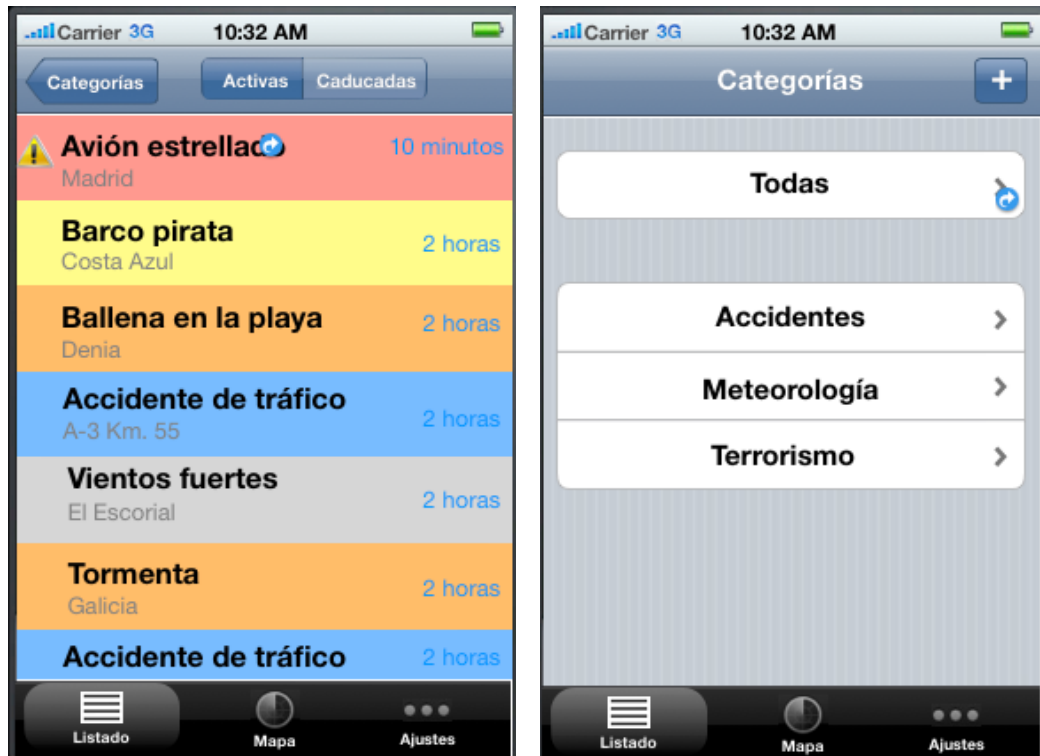 Carrier 3G 10:32 AM
Categorías Activas Caducadas
Avión estrellado 10 minutos
Madrid
Barco pirata 2 horas
Costa Azul
Ballena en la playa 2 horas
Denia
Accidente de tráfico 2 horas
A-3 Km. 55
Vientos fuertes 2 horas
El Escorial
Tormenta 2 horas
Galicia
Accidente de tráfico 2 horas
Listado Mapa Ajustes
Carrier 3G 10:32 AM
Categorías +
Todas
Accidentes
Meteorología
Terrorismo
Listado Mapa Ajustes